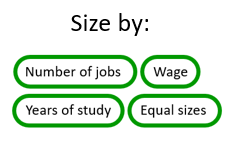 Size by:
Number of jobs Wage
Years of study Equal sizes